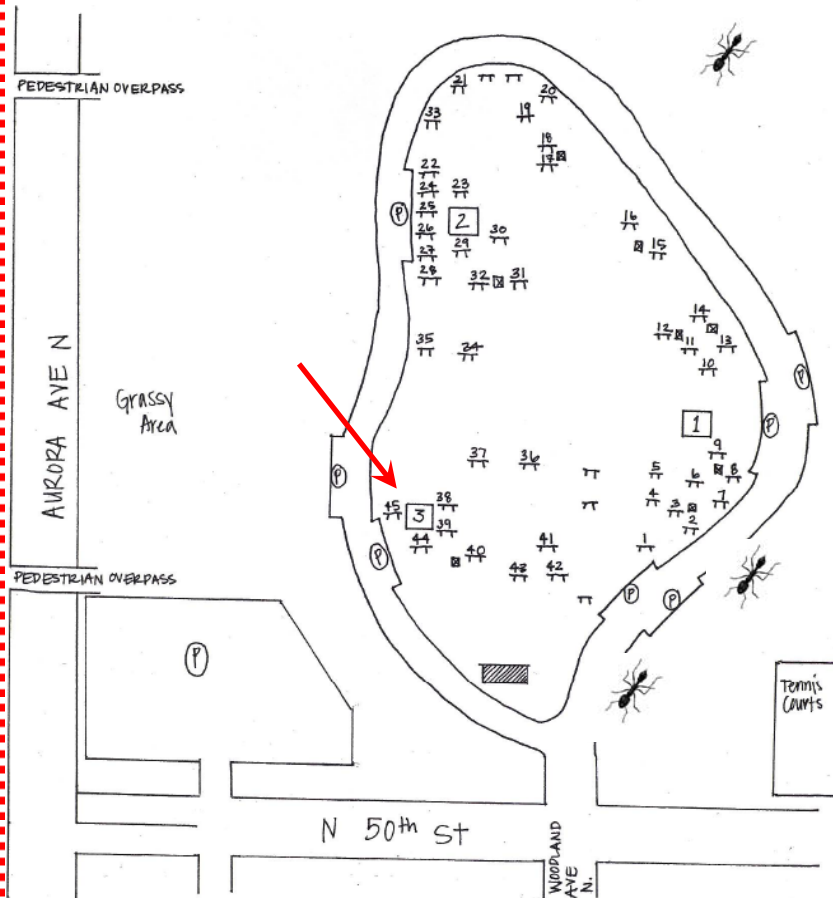 PEDESTRIAN OVERPASS
21
20
19
33
18
17
22
24
23
25
P
2
26
27
29
30
28
32
31
16
15
14
12
11
13
10
35
34
AURORA AVE N
Grassy
Area
P
P
1
9
37
36
5
6
8
P
45
3
38
4
3
7
39
2
44
40
41
1
P
43
42
PEDESTRIAN OVERPASS
P
P
P
Tennis
Courts
N 50th St
WOODLAND
AVE
N.